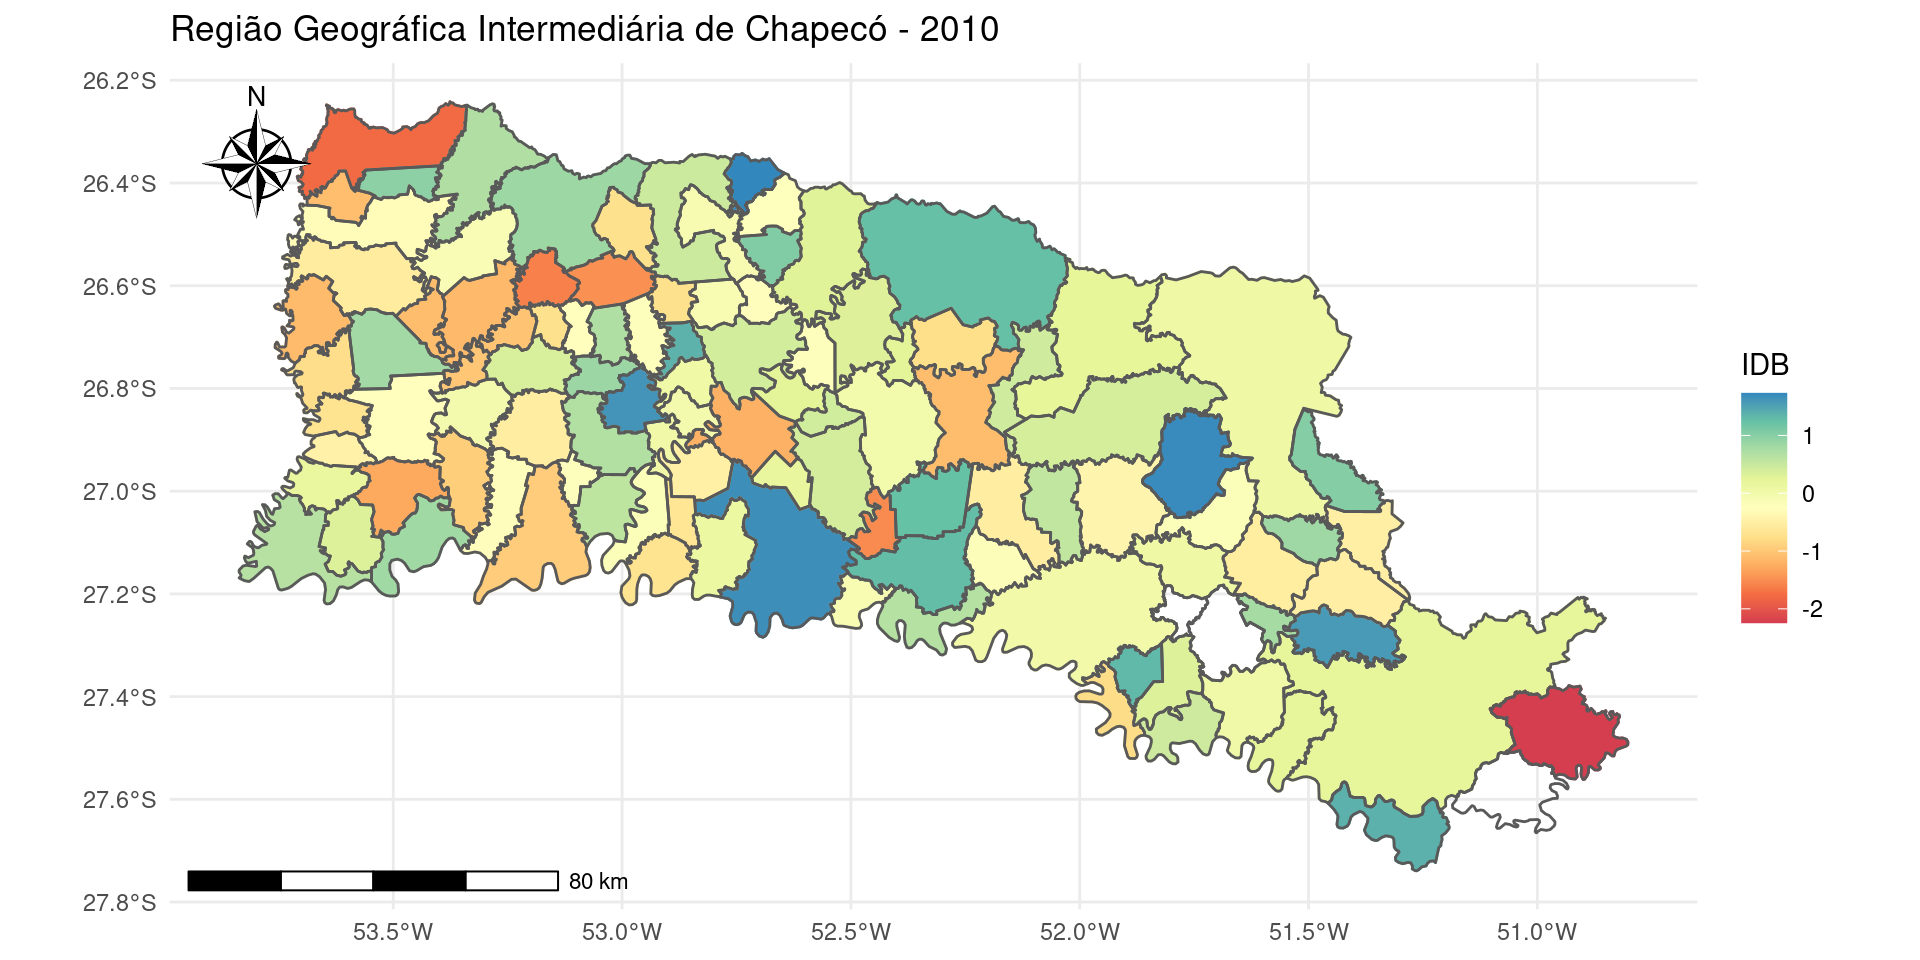 Região Geográfica Intermediária de Chapecó - 2010
26.2°S
26.4°S
26.6°S
26.8°S
27.0°S
27.2°S
27.4°S
27.6°S
27.8°S
N
80 km
53.5°W
53.0°W
52.5°W
52.0°W
51.5°W
51.0°W
IDB
1
0
-1
-2